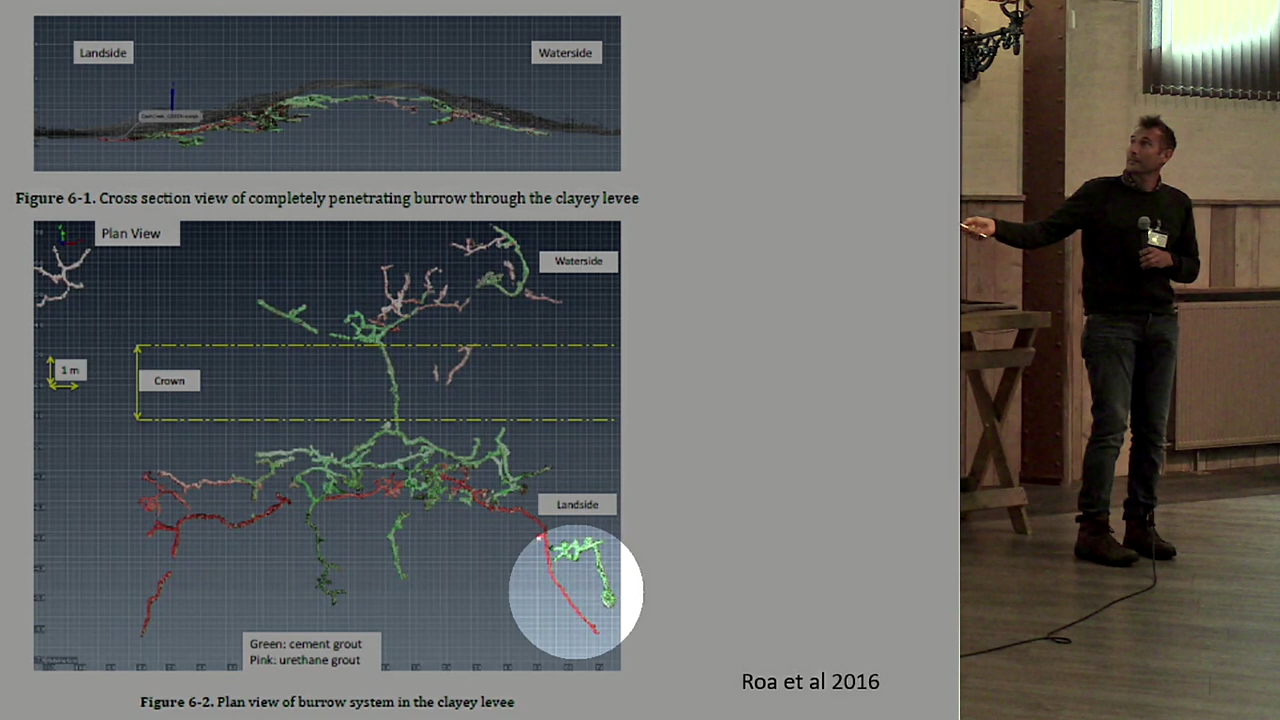 Landside
Waterside
Figure 6-1. Cross section view of completely penetrating burrow through the clayey levee
Plan View
Waterside
1 m
Crown
Landside
Green: cement grout
Pink: urethane grout
Roa et al 2016
Figure 6-2. Plan view of burrow system in the clayey levee